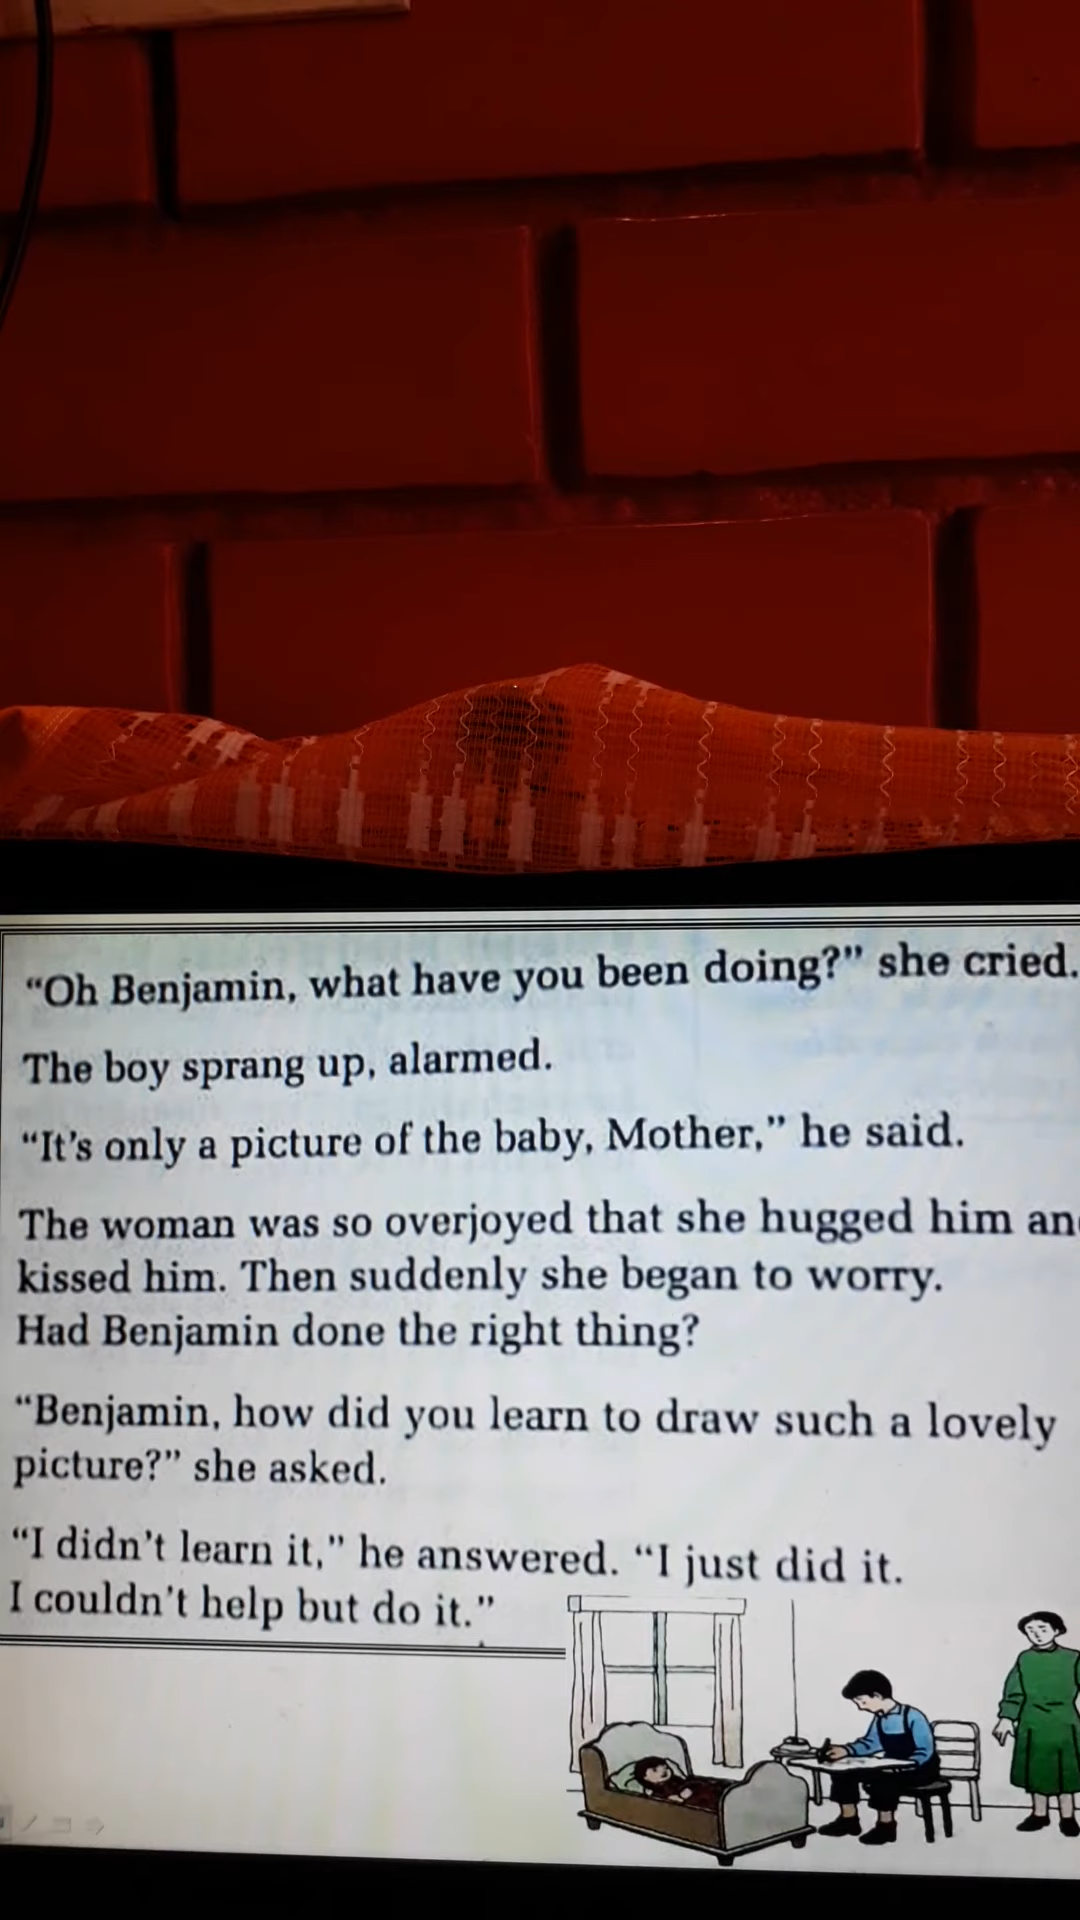 “Oh Benjamin, what have you been doing?” she cried.
The boy sprang up, alarmed.
“It’s only a picture of the baby, Mother,” he said.
The woman was so overjoyed that she hugged him an
kissed him. Then suddenly she began to worry.
Had Benjamin done the right thing?
“Benjamin, how did you learn to draw such a lovely
picture?” she asked.
“I didn’t learn it,” he answered. “I just did it.
I couldn’t help but do it.”